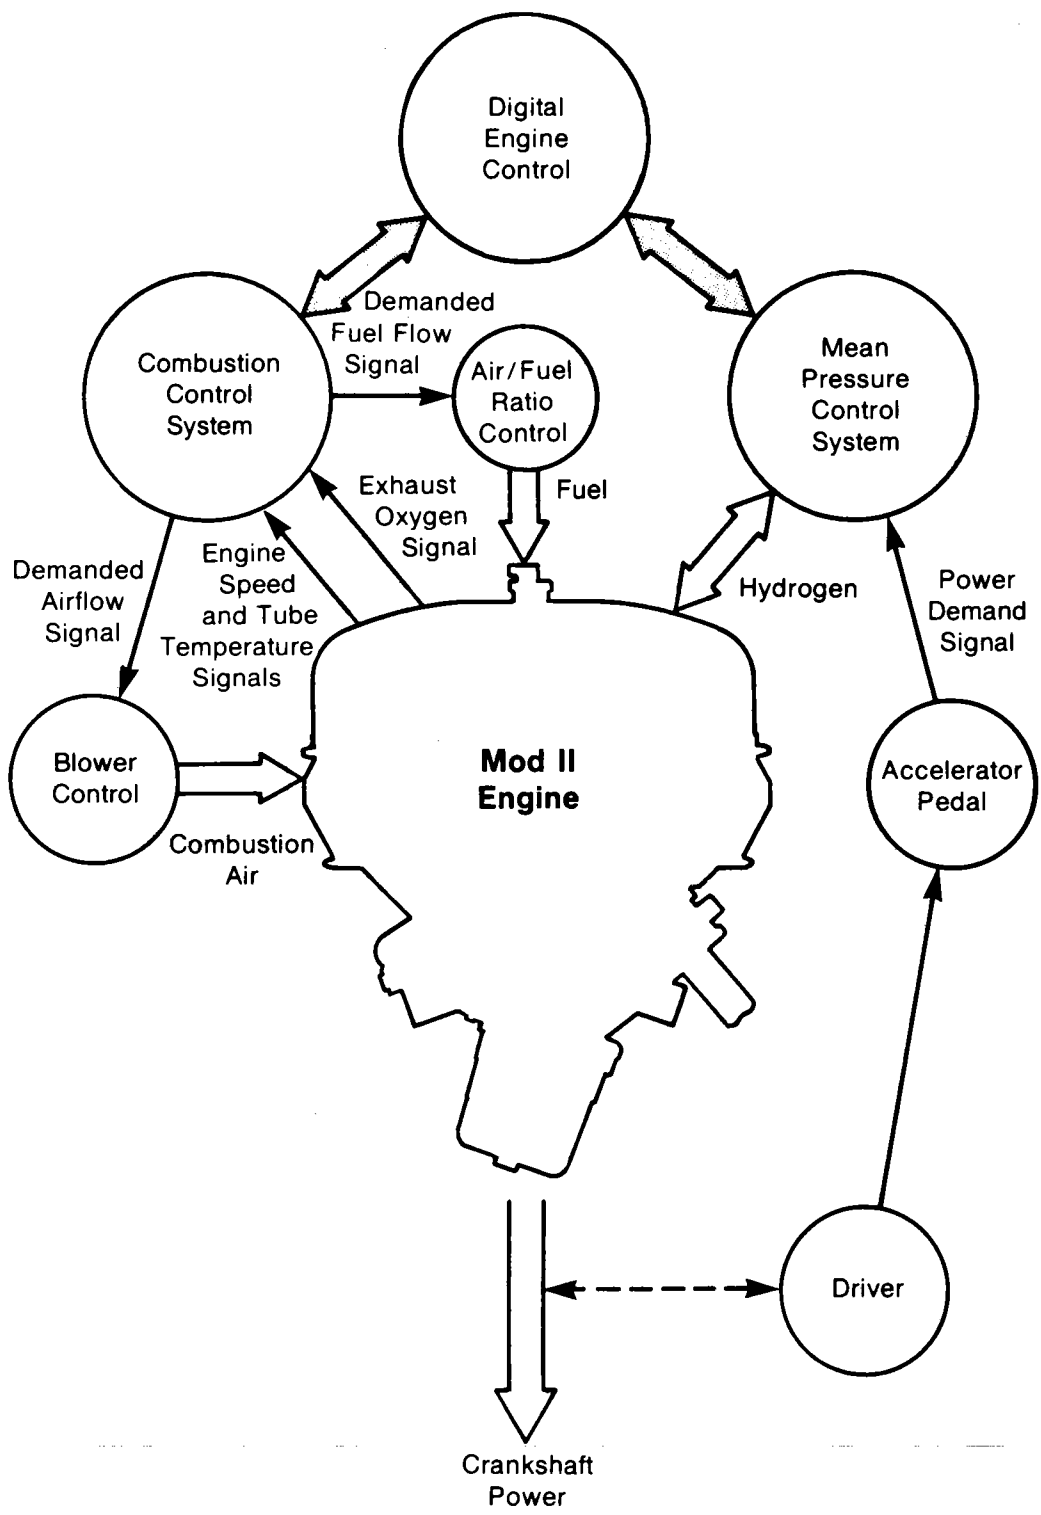 Digital
Engine
Control
Demanded
Fuel Flow
Signal
Combustion
Control
System
Air/Fuel
Ratio
Control
Mean
Pressure
Control
System
Exhaust
Oxygen
Signal
Fuel
Engine
Speed
and Tube
Temperature
Signals
Demanded
Airflow
Signal
Hydrogen
Power
Demand
Signal
Blower
Control
Mod II
Engine
Accelerator
Pedal
Combustion
Air
Driver
Crankshaft
Power